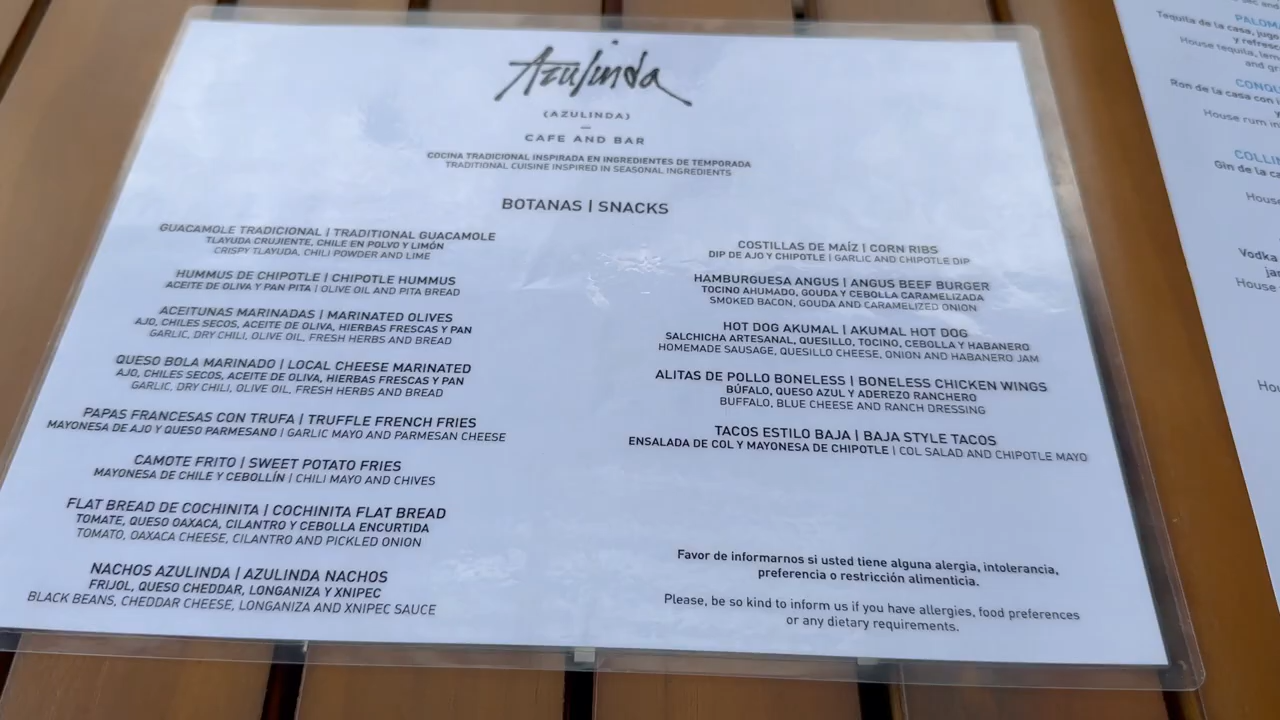 Azulinda
(AZULINDA)
CAFE AND BAR
COCINA TRADICIONAL INSPIRADA EN INGREDIENTES DE TEMPORADA
TRADITIONAL CUISINE INSPIRED IN SEASONAL INGREDIENTS
BOTANAS | SNACKS
GUACAMOLE TRADICIONAL | TRADITIONAL GUACAMOLE
TLAYUDA CRUJIENTE, CHILE EN POLVO Y LIMÓN
CRISPY TLAYUDA, CHILI POWDER AND LIME
HUMMUS DE CHIPOTLE | CHIPOTLE HUMMUS
ACEITE DE OLIVA Y PAN PITA | OLIVE OIL AND PITA BREAD
ACEITUNAS MARINADAS | MARINATED OLIVES
AJO, CHILES SECOS, ACEITE DE OLIVA, HIERBAS FRESCAS Y PAN
GARLIC, DRY CHILI, OLIVE OIL, FRESH HERBS AND BREAD
QUESO BOLA MARINADO | LOCAL CHEESE MARINATED
AJO, CHILES SECOS, ACEITE DE OLIVA, HIERBAS FRESCAS Y PAN
GARLIC, DRY CHILI, OLIVE OIL, FRESH HERBS AND BREAD
PAPAS FRANCESAS CON TRUFA | TRUFFLE FRENCH FRIES
MAYONESA DE AJO Y QUESO PARMESANO | GARLIC MAYO AND PARMESAN CHEESE
CAMOTE FRITO | SWEET POTATO FRIES
MAYONESA DE CHILE Y CEBOLLÍN | CHILI MAYO AND CHIVES
FLAT BREAD DE COCHINITA | COCHINITA FLAT BREAD
TOMATE, QUESO OAXACA, CILANTRO Y CEBOLLA ENCURTIDA
TOMATO, OAXACA CHEESE, CILANTRO AND PICKLED ONION
NACHOS AZULINDA | AZULINDA NACHOS
FRIJOL, QUESO CHEDDAR, LONGANIZA Y XNIPEC
BLACK BEANS, CHEDDAR CHEESE, LONGANIZA AND XNIPEC SAUCE
COSTILLAS DE MAÍZ | CORN RIBS
DIP DE AJO Y CHIPOTLE | GARLIC AND CHIPOTLE DIP
HAMBURGUESA ANGUS | ANGUS BEEF BURGER
TOCINO AHUMADO, GOUDA Y CEBOLLA CARAMELIZADA
SMOKED BACON, GOUDA AND CARAMELIZED ONION
HOT DOG AKUMAL | AKUMAL HOT DOG
SALCHICHA ARTESANAL, QUESILLO, TOCINO, CEBOLLA Y HABANERO
HOMEMADE SAUSAGE, QUESILLO CHEESE, ONION AND HABANERO JAM
ALITAS DE POLLO BONELESS | BONELESS CHICKEN WINGS
BÚFALO, QUESO AZUL Y ADEREZO RANCHERO
BUFFALO, BLUE CHEESE AND RANCH DRESSING
TACOS ESTILO BAJA | BAJA STYLE TACOS
ENSALADA DE COL Y MAYONESA DE CHIPOTLE | COL SALAD AND CHIPOTLE MAYO
Favor de informarnos si usted tiene alguna alergia, intolerancia,
preferencia o restricción alimenticia.
Please, be so kind to inform us if you have allergies, food preferences
or any dietary requirements.
PALOM
Tequila de la casa, jugo
y refresc
House tequila, lem
and gr
CONQU
Ron de la casa con
House rum in
COLLIN
Gin de la ca
House
Vodka
House